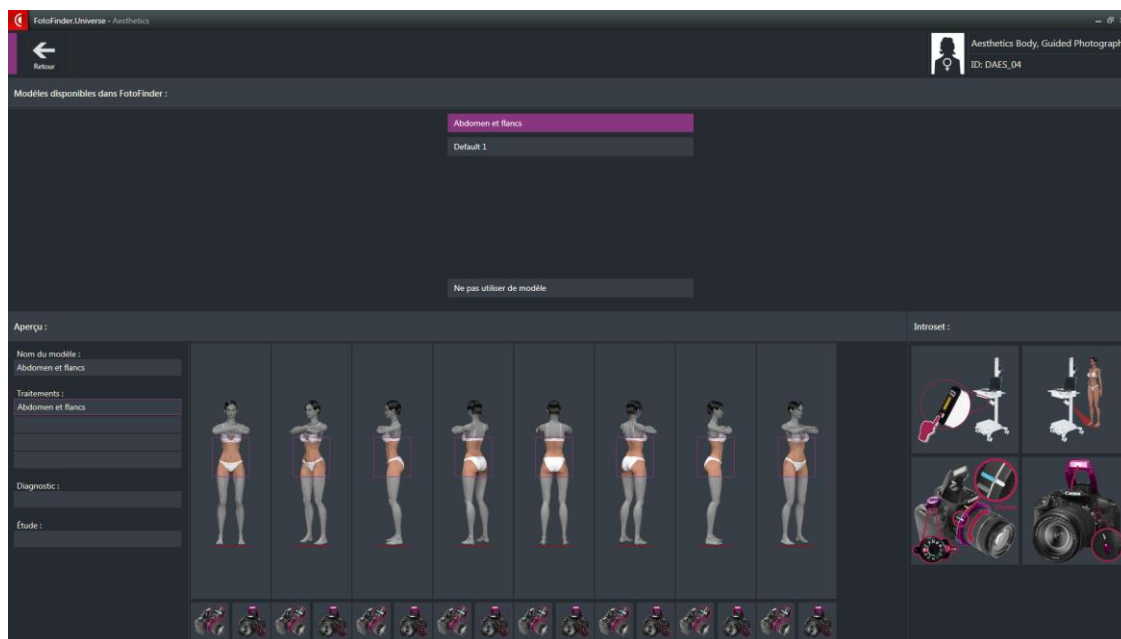 FotoFinder.Universe - Aesthetics
Retour
Aesthetics Body, Guided Photograph
ID: DAES_04
Modèles disponibles dans FotoFinder :
Abdomen et flancs
Default 1
Ne pas utiliser de modèle
Aperçu :
Introset :
Nom du modèle :
Abdomen et flancs
Traitements :
Abdomen et flancs
Diagnostic :
Étude :
Canon